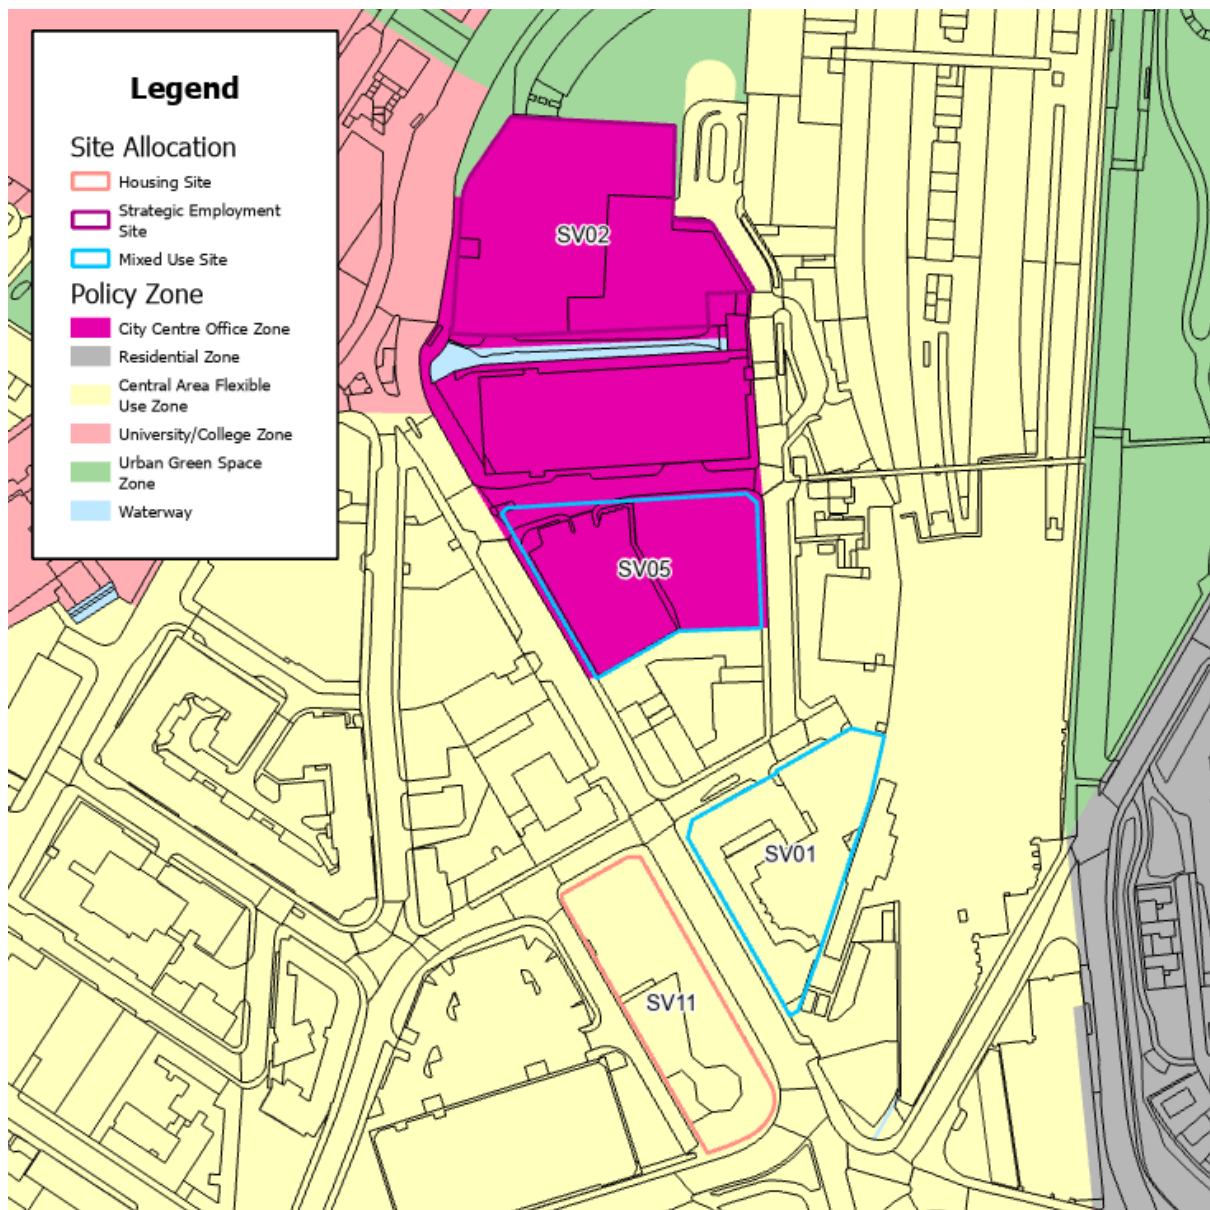 Legend
Site Allocation
Housing Site
Strategic Employment
Site
Mixed Use Site
Policy Zone
City Centre Office Zone
Residential Zone
Central Area Flexible
Use Zone
University/College Zone
Urban Green Space
Zone
Waterway
SV02
SV05
SV01
SV11